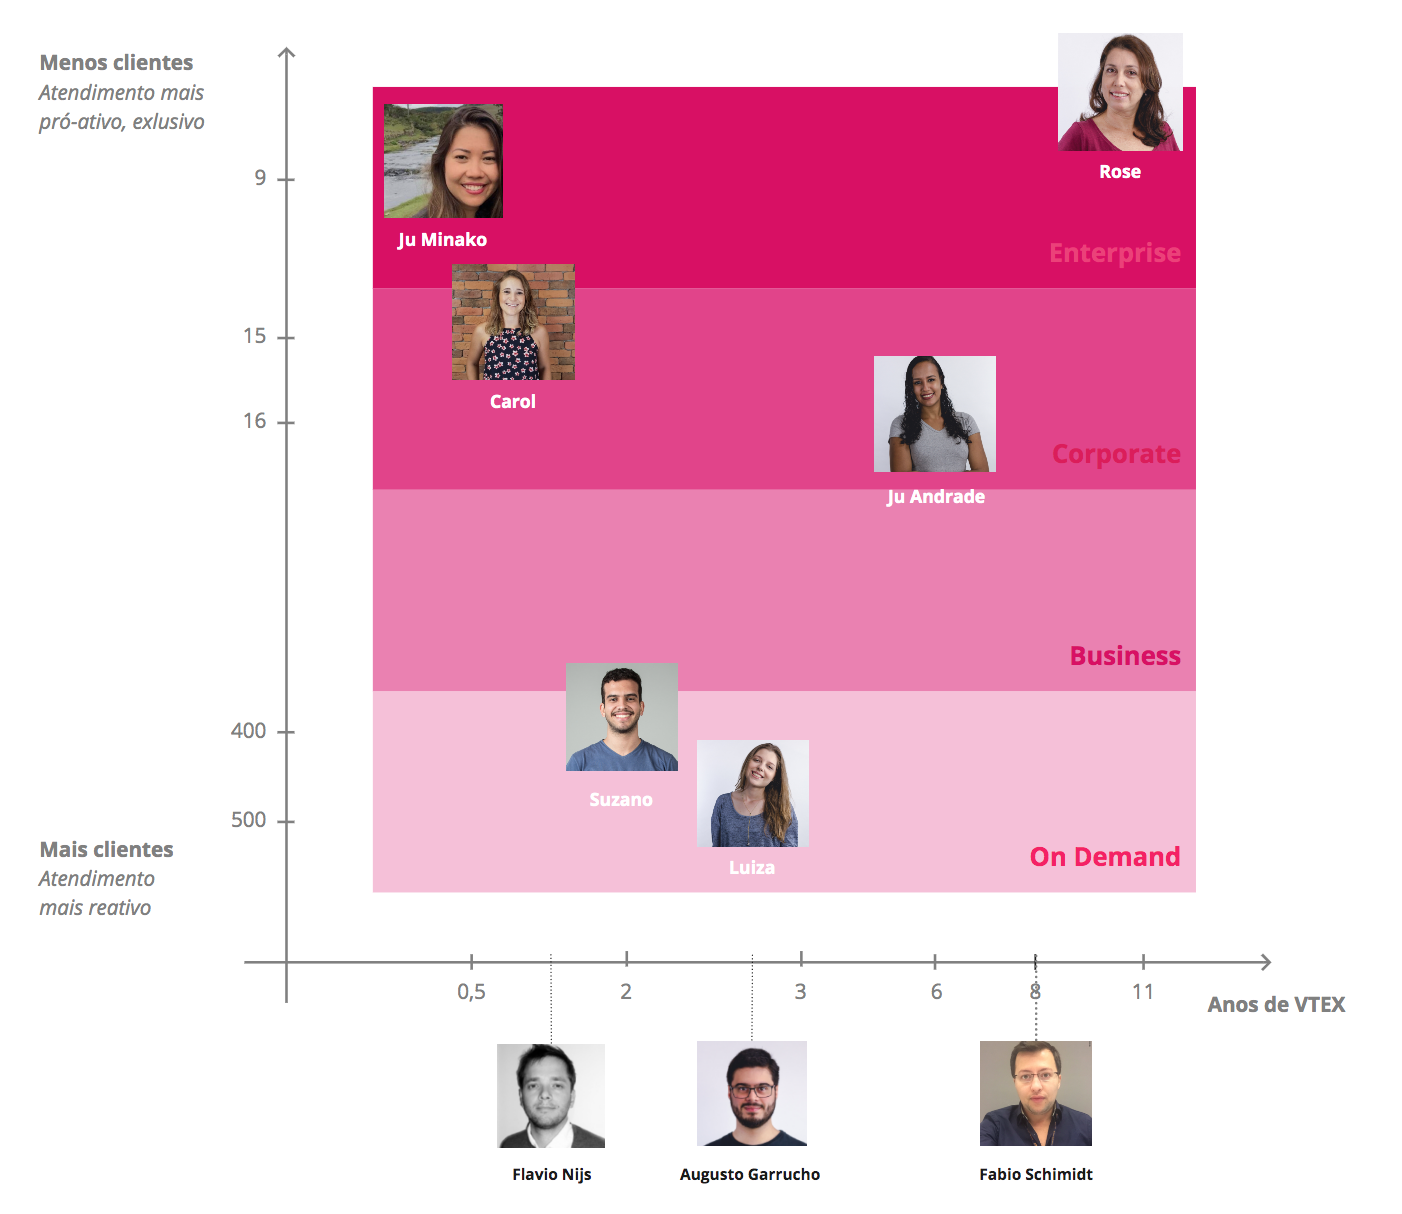 Menos clientes
Atendimento mais
pró-ativo, exlusivo
9
Rose
Ju Minako
Enterprise
15
Carol
16
Corporate
Ju Andrade
Business
400
Suzano
500
Mais clientes
Atendimento
mais reativo
Luiza
On Demand
0,5 2 3 6 8 11
Anos de VTEX
Flavio Nijs Augusto Garrucho Fabio Schimidt